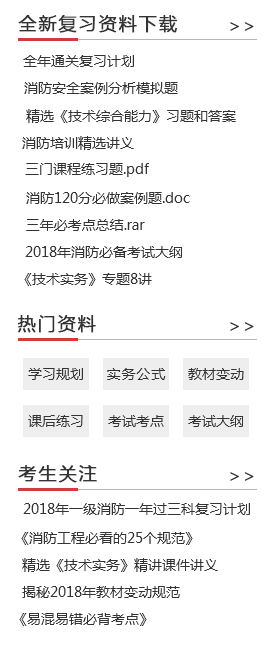 全新复习资料下载 >>
全年通关复习计划
消防安全案例分析模拟题
精选《技术综合能力》习题和答案
消防培训精选讲义
三门课程练习题.pdf
消防120分必做案例题.doc
三年必考点总结.rar
2018年消防必备考试大纲
《技术实务》专题8讲
热门资料 >>
学习规划 实务公式 教材变动
课后练习 考试考点 考试大纲
考生关注 >>
2018年一级消防一年过三科复习计划
《消防工程必看的25个规范》
精选《技术实务》精讲课件讲义
揭秘2018年教材变动规范
《易混易错必背考点》